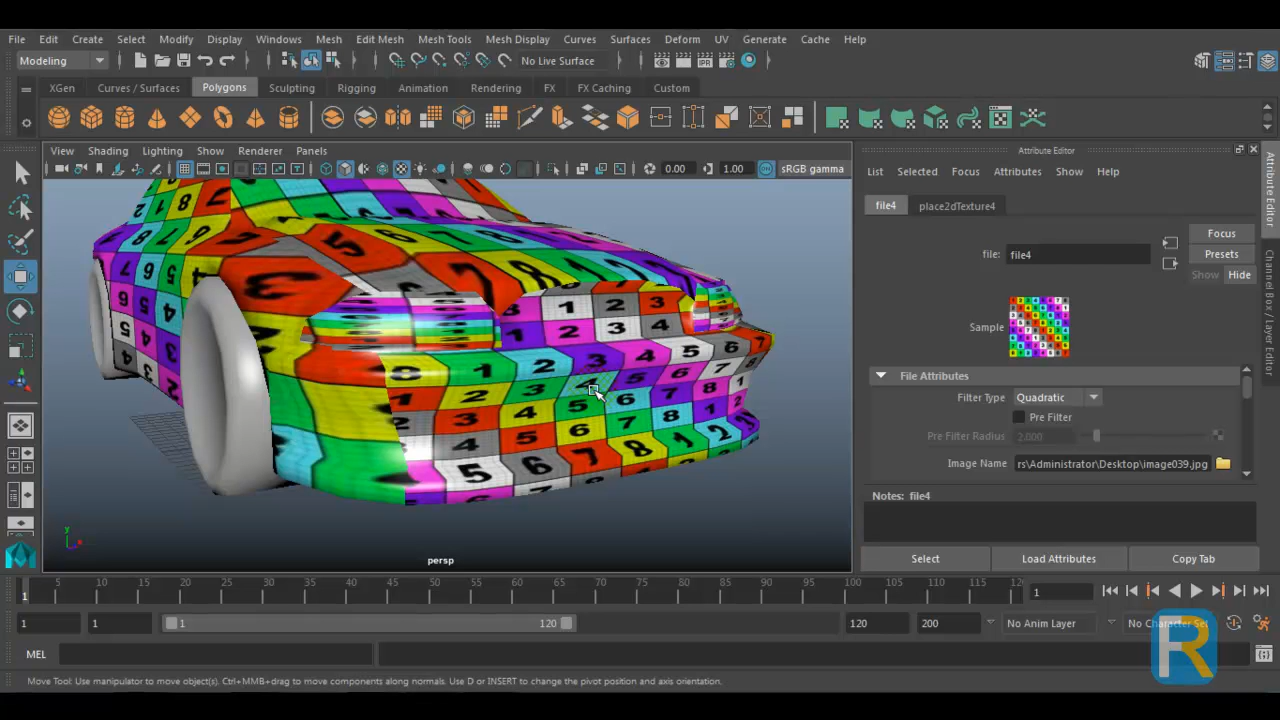 File Edit Create Select Modify Display Windows Mesh Edit Mesh Mesh Tools Mesh Display Curves Surfaces Deform UV Generate Cache Help
Modeling No Live Surface
XGen Curves / Surfaces Polygons Sculpting Rigging Animation Rendering FX FX Caching Custom
View Shading Lighting Show Renderer Panels
0.00 1.00 sRGB gamma
Attribute Editor
List Selected Focus Attributes Show Help
file4 place2dTexture4
Focus
file: file4
Presets
Show Hide
Sample
File Attributes
Filter Type Quadratic
Pre Filter
Pre Filter Radius 2.000
Image Name rs\Administrator\Desktop\image039.jpg
Notes: file4
Select Load Attributes Copy Tab
Attribute Editor
Channel Box / Layer Editor
persp
y
1 5 10 15 20 25 30 35 40 45 50 55 60 65 70 75 80 85 90 95 100 105 110 115 12
1
1 1 1 120 120 200 No Anim Layer No Character Set
MEL
Move Tool: Use manipulator to move object(s). Ctrl+MMB+drag to move components along normals. Use D or INSERT to change the pivot position and axis orientation.